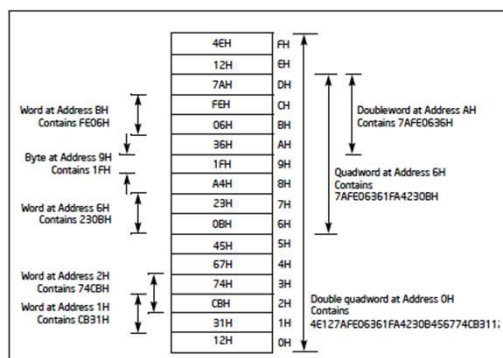 4EH FH
12H EH
7AH DH
FEH CH
06H BH
36H AH
1FH 9H
A4H 8H
23H 7H
0BH 6H
45H 5H
67H 4H
74H 3H
CBH 2H
31H 1H
12H 0H
Word at Address BH
Contains FE06H
Byte at Address 9H
Contains 1FH
Word at Address 6H
Contains 230BH
Word at Address 2H
Contains 74CBH
Word at Address 1H
Contains CB31H
Doubleword at Address AH
Contains 7AFE0636H
Quadword at Address 6H
Contains
7AFE06361FA4230BH
Double quadword at Address 0H
Contains
4E127AFE06361FA4230B456774CB3112